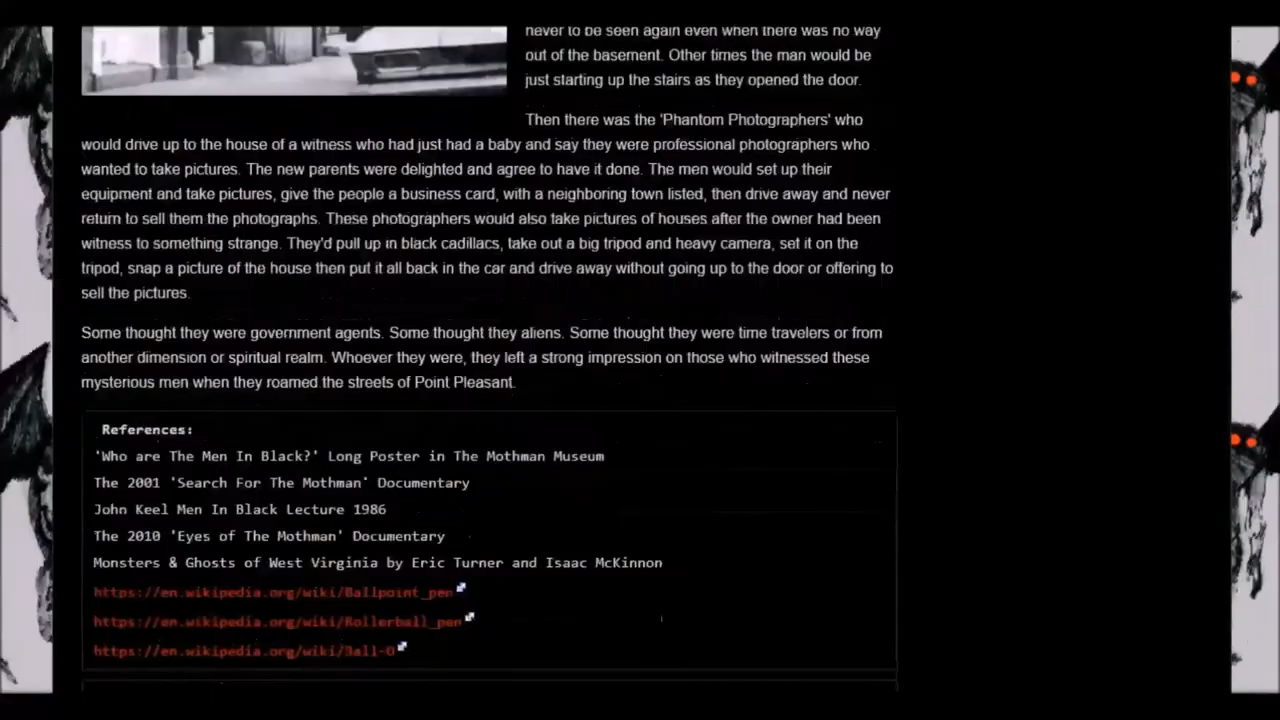 never to be seen again even when there was no way
out of the basement. Other times the man would be
just starting up the stairs as they opened the door.
Then there was the 'Phantom Photographers' who
would drive up to the house of a witness who had just had a baby and say they were professional photographers who
wanted to take pictures. The new parents were delighted and agree to have it done. The men would set up their
equipment and take pictures, give the people a business card, with a neighboring town listed, then drive away and never
return to sell them the photographs. These photographers would also take pictures of houses after the owner had been
witness to something strange. They'd pull up in black cadillacs, take out a big tripod and heavy camera, set it on the
tripod, snap a picture of the house then put it all back in the car and drive away without going up to the door or offering to
sell the pictures.
Some thought they were government agents. Some thought they aliens. Some thought they were time travelers or from
another dimension or spiritual realm. Whoever they were, they left a strong impression on those who witnessed these
mysterious men when they roamed the streets of Point Pleasant.
References:
'Who are The Men In Black?' Long Poster in The Mothman Museum
The 2001 'Search For The Mothman' Documentary
John Keel Men In Black Lecture 1986
The 2010 'Eyes of The Mothman' Documentary
Monsters & Ghosts of West Virginia by Eric Turner and Isaac McKinnon
https://en.wikipedia.org/wiki/Ballpoint_pen
https://en.wikipedia.org/wiki/Rollerball_pen
https://en.wikipedia.org/wiki/Ball-O